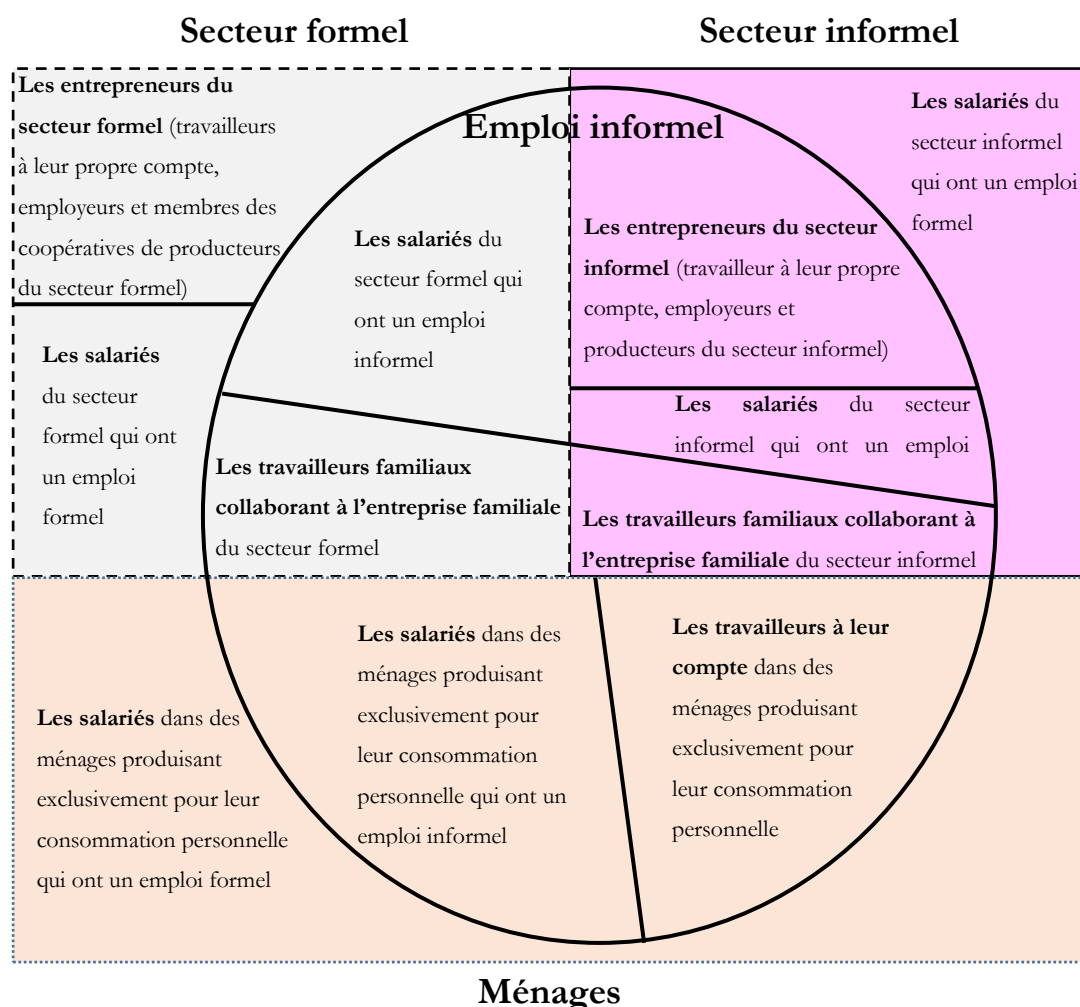 Secteur formel
Secteur informel
Emploi informel
Les entrepreneurs du
secteur formel (travailleurs
à leur propre compte,
employeurs et membres des
coopératives de producteurs
du secteur formel)
Les salariés du
secteur formel qui
ont un emploi
informel
Les salariés
du secteur
formel qui ont
un emploi
formel
Les travailleurs familiaux
collaborant à l’entreprise familiale
du secteur formel
Les salariés du
secteur informel
qui ont un emploi
formel
Les entrepreneurs du secteur
informel (travailleur à leur propre
compte, employeurs et
producteurs du secteur informel)
Les salariés du secteur
informel qui ont un emploi
Les travailleurs familiaux collaborant à
l’entreprise familiale du secteur informel
Les salariés dans des
ménages produisant
exclusivement pour leur
consommation personnelle
qui ont un emploi formel
Les salariés dans des
ménages produisant
exclusivement pour
leur consommation
personnelle qui ont un
emploi informel
Les travailleurs à leur
compte dans des
ménages produisant
exclusivement pour
leur consommation
personnelle
Ménages